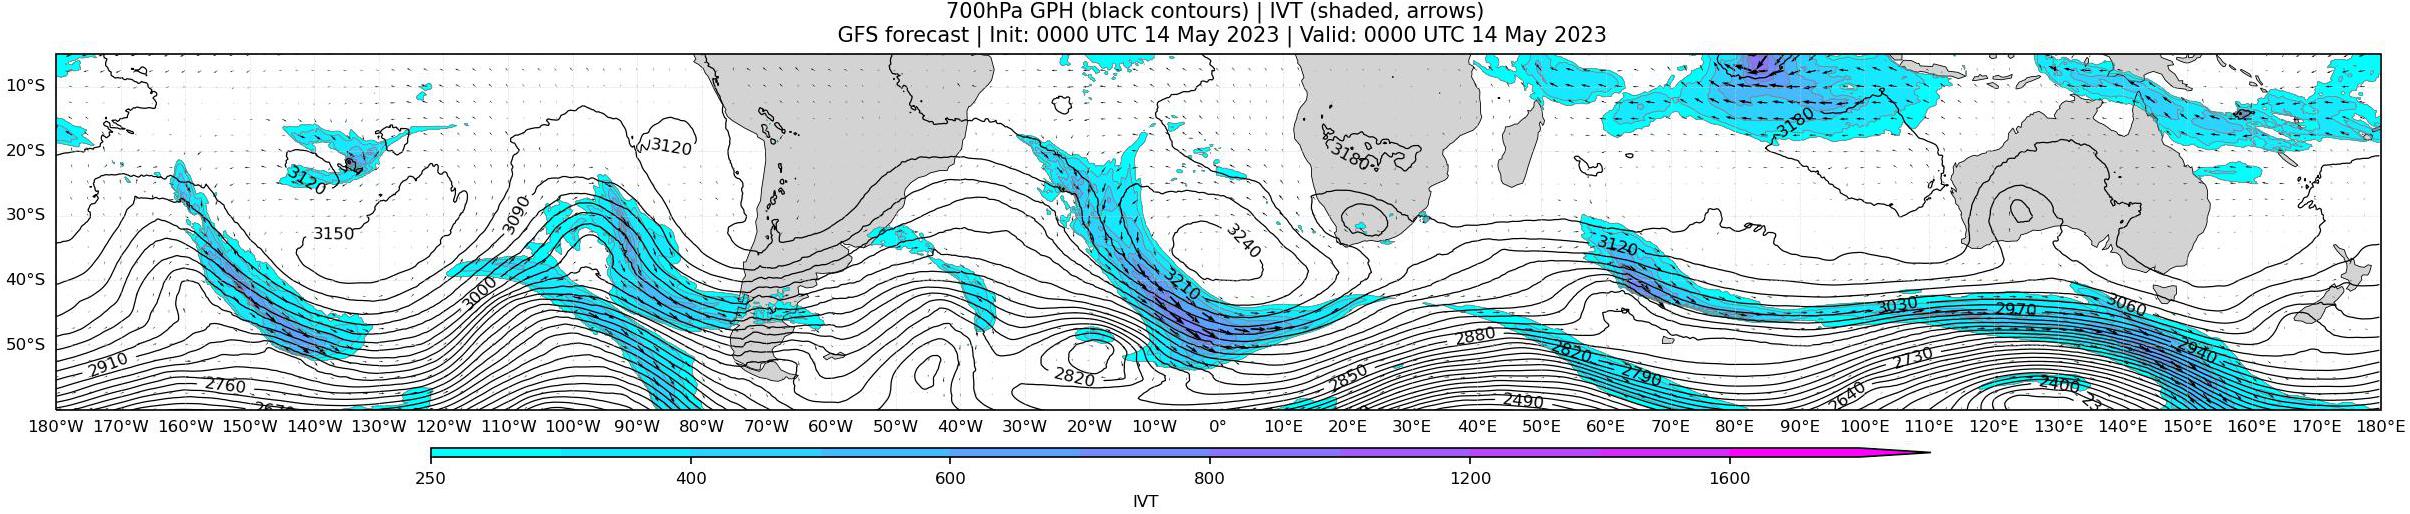 700hPa GPH (black contours) | IVT (shaded, arrows)
GFS forecast | Init: 0000 UTC 14 May 2023 | Valid: 0000 UTC 14 May 2023
10°S
20°S
30°S
40°S
50°S
3120
3150
3090
3000
2910
2760
3120
3240
3210
2820
2850
3180
3180
3120
2880
2820
2790
2490
3030
2970
3060
2940
2730
2640
2400
180°W 170°W 160°W 150°W 140°W 130°W 120°W 110°W 100°W 90°W 80°W 70°W 60°W 50°W 40°W 30°W 20°W 10°W 0° 10°E 20°E 30°E 40°E 50°E 60°E 70°E 80°E 90°E 100°E 110°E 120°E 130°E 140°E 150°E 160°E 170°E 180°E
250 400 600 800 1200 1600
IVT